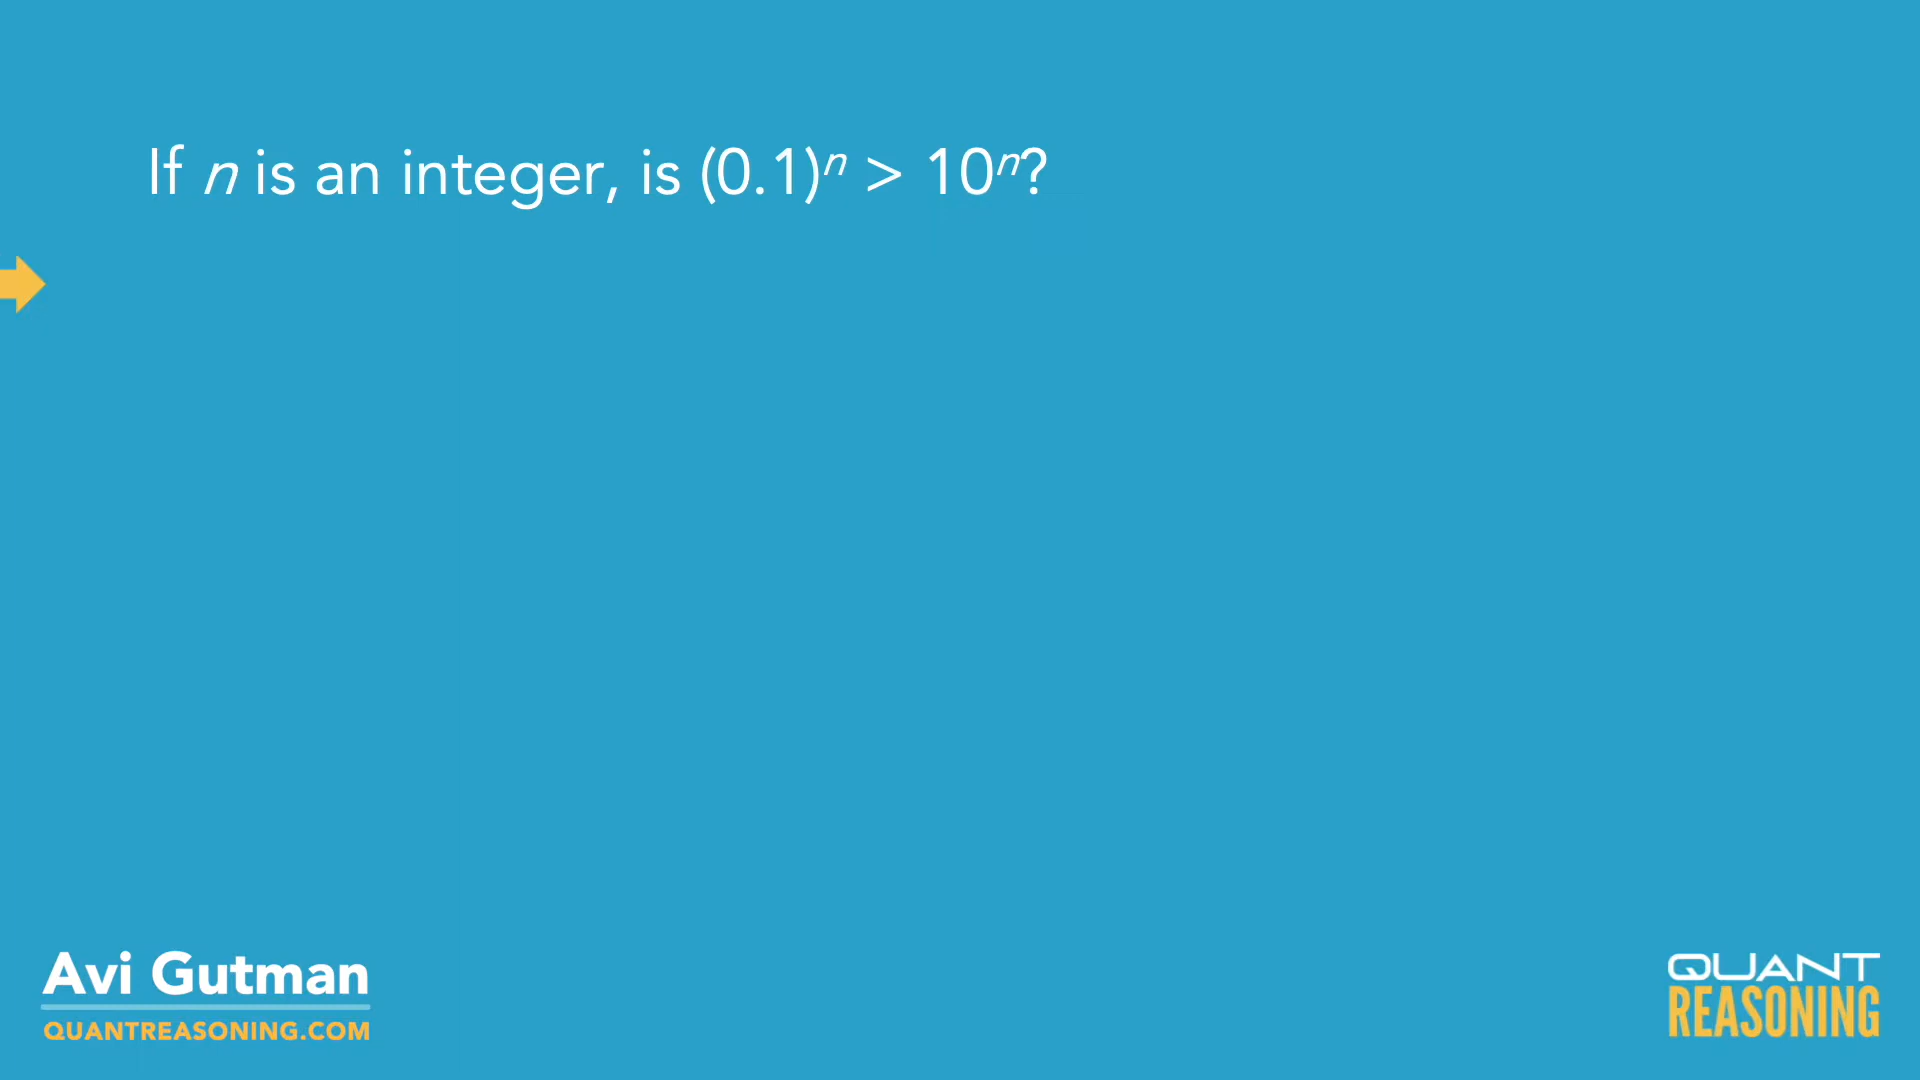 If n is an integer, is (0.1)ⁿ > 10ⁿ?
Avi Gutman
QUANTREASONING.COM
QUANT
REASONING